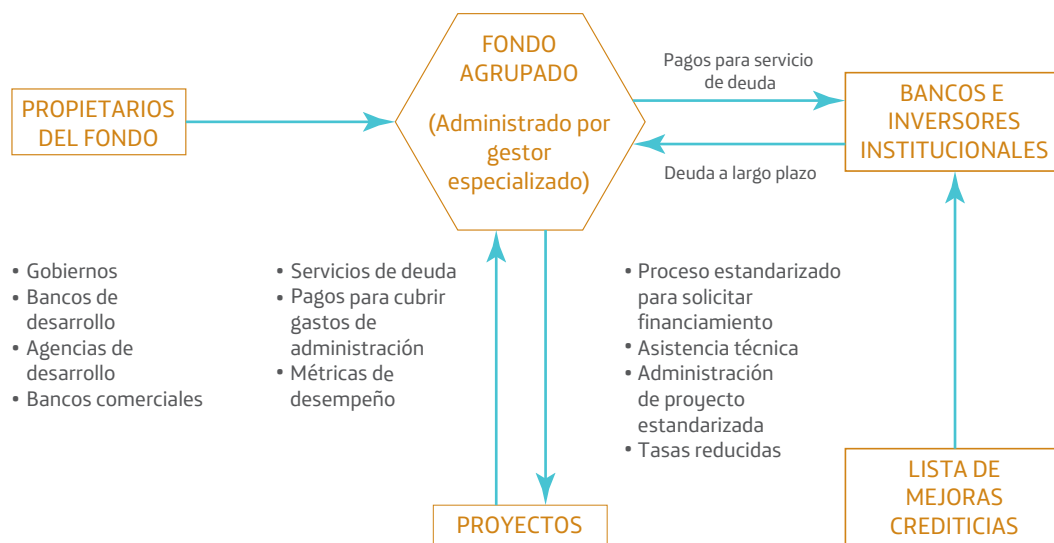 PROPIETARIOS
DEL FONDO
FONDO
AGRUPADO
(Administrado por
gestor
especializado)
Pagos para servicio
de deuda
Deuda a largo plazo
BANCOS E
INVERSORES
INSTITUCIONALES
• Gobiernos
• Bancos de
desarrollo
• Agencias de
desarrollo
• Bancos comerciales
• Servicios de deuda
• Pagos para cubrir
gastos de
administración
• Métricas de
desempeño
• Proceso estandarizado
para solicitar
financiamiento
• Asistencia técnica
• Administración
de proyecto
estandarizada
• Tasas reducidas
PROYECTOS
LISTA DE
MEJORAS
CREDITICIAS